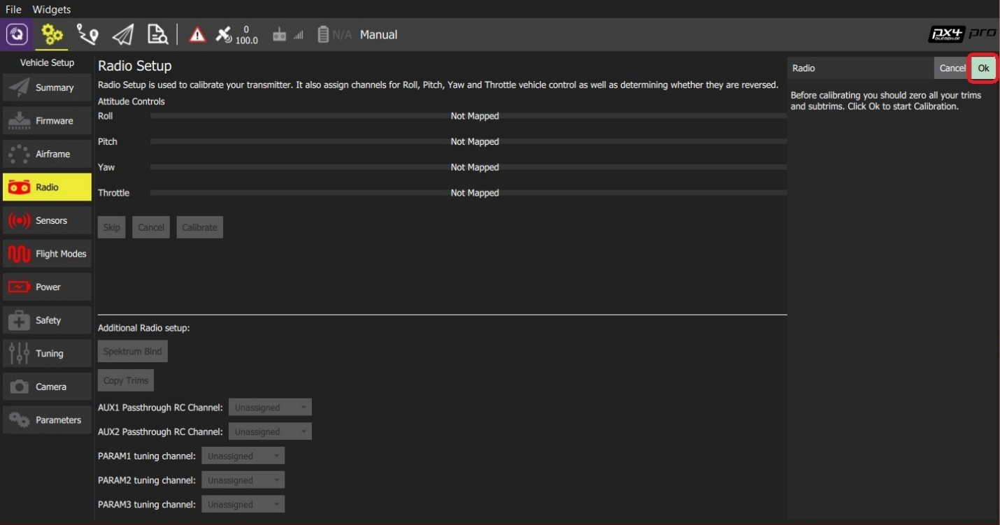 File Widgets
0
100.0
N/A Manual
px4 pro
autopilot
Vehicle Setup
Summary
Firmware
Airframe
Radio
Sensors
Flight Modes
Power
Safety
Tuning
Camera
Parameters
Radio Setup
Radio Setup is used to calibrate your transmitter. It also assign channels for Roll, Pitch, Yaw and Throttle vehicle control as well as determining whether they are reversed.
Attitude Controls
Roll Not Mapped
Pitch Not Mapped
Yaw Not Mapped
Throttle Not Mapped
Skip Cancel Calibrate
Additional Radio setup:
Spektrum Bind
Copy Trims
AUX1 Passthrough RC Channel: Unassigned
AUX2 Passthrough RC Channel: Unassigned
PARAM1 tuning channel: Unassigned
PARAM2 tuning channel: Unassigned
PARAM3 tuning channel: Unassigned
Radio Cancel Ok
Before calibrating you should zero all your trims
and subtrims. Click Ok to start Calibration.